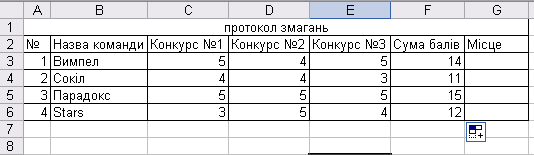 A B C D E F G
1 протокол змагань
2 № Назва команди Конкурс №1 Конкурс №2 Конкурс №3 Сума балів Місце
3 1 Вимпел 5 4 5 14
4 2 Сокіл 4 4 3 11
5 3 Парадокс 5 5 5 15
6 4 Stars 3 5 4 12
7
8